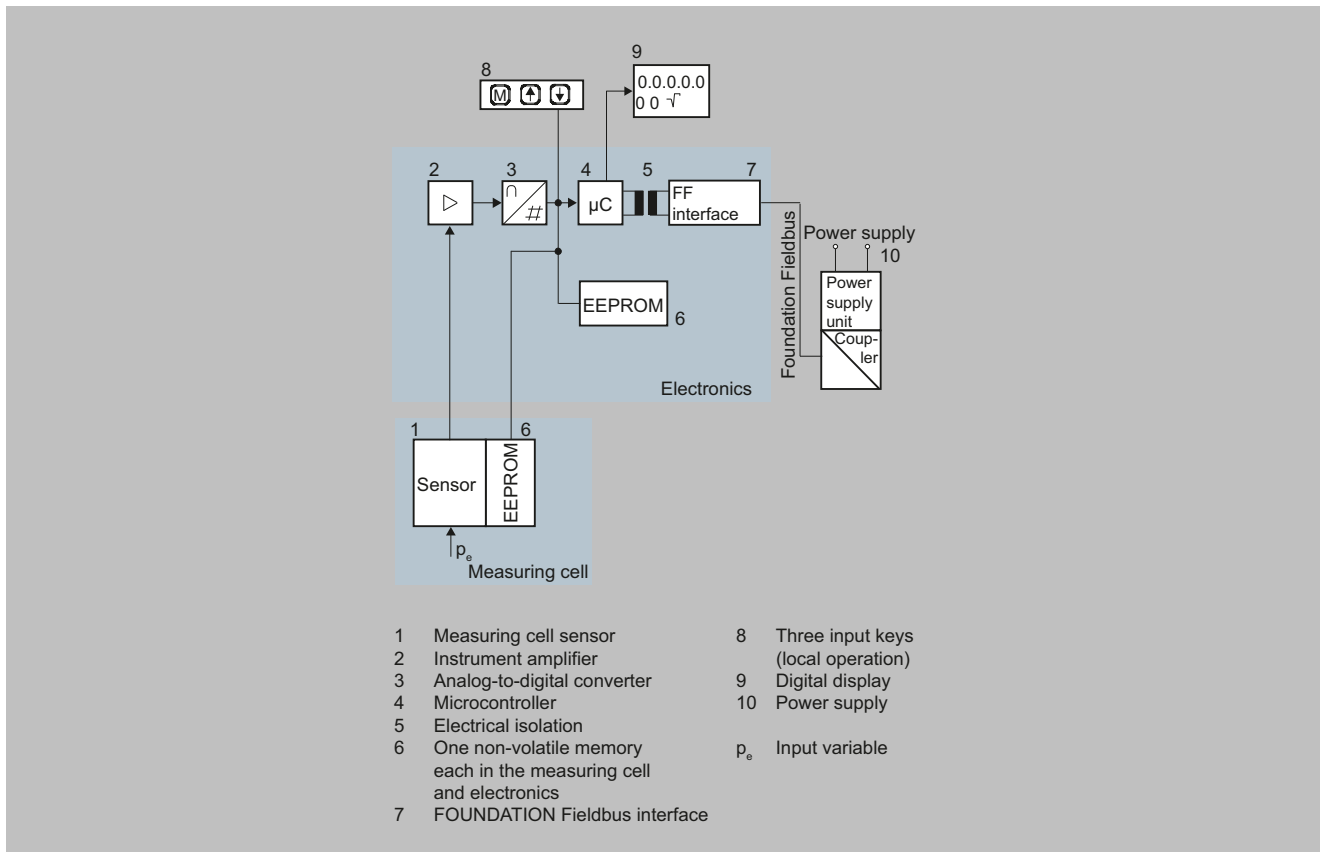 9
8
0.0.0.0.0
0 0 √
M
2
3
4
5
7
∩
#
µC
FF
interface
Foundation Fieldbus
Power supply
10
Power
supply
unit
Coup-
ler
EEPROM
6
Electronics
1
6
Sensor
EEPROM
pe
Measuring cell
1 Measuring cell sensor
2 Instrument amplifier
3 Analog-to-digital converter
4 Microcontroller
5 Electrical isolation
6 One non-volatile memory
each in the measuring cell
and electronics
7 FOUNDATION Fieldbus interface
8 Three input keys
(local operation)
9 Digital display
10 Power supply
pe Input variable